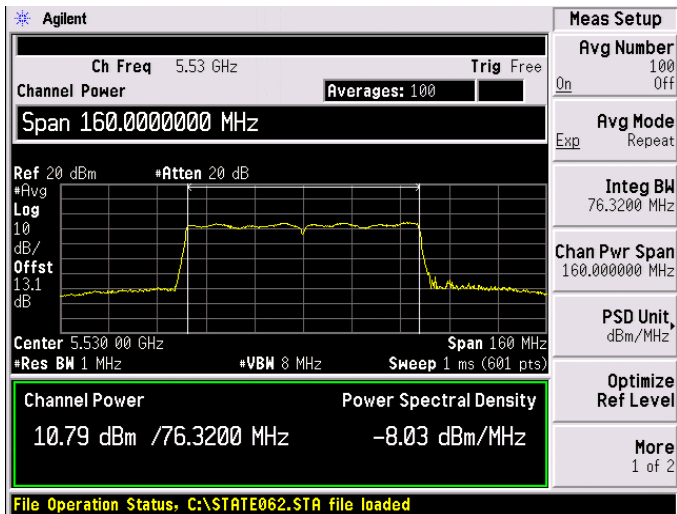 Agilent
Ch Freq 5.53 GHz Trig Free
Channel Power Averages: 100
Span 160.0000000 MHz
Ref 20 dBm #Atten 20 dB
#Avg
Log
10
dB/
Offst
13.1
dB
Center 5.530 00 GHz Span 160 MHz
#Res BW 1 MHz #VBW 8 MHz Sweep 1 ms (601 pts)
Channel Power Power Spectral Density
10.79 dBm /76.3200 MHz -8.03 dBm/MHz
File Operation Status, C:\STATE062.STA file loaded
Meas Setup
Avg Number
100
On Off
Avg Mode
Exp Repeat
Integ BW
76.3200 MHz
Chan Pwr Span
160.000000 MHz
PSD Unit
dBm/MHz
Optimize
Ref Level
More
1 of 2